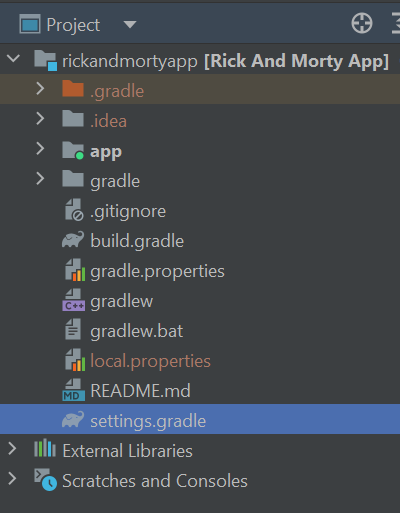 Project
rickandmortyapp [Rick And Morty App]
.gradle
.idea
app
gradle
.gitignore
build.gradle
gradle.properties
C++ gradlew
gradlew.bat
local.properties
MD README.md
settings.gradle
External Libraries
Scratches and Consoles